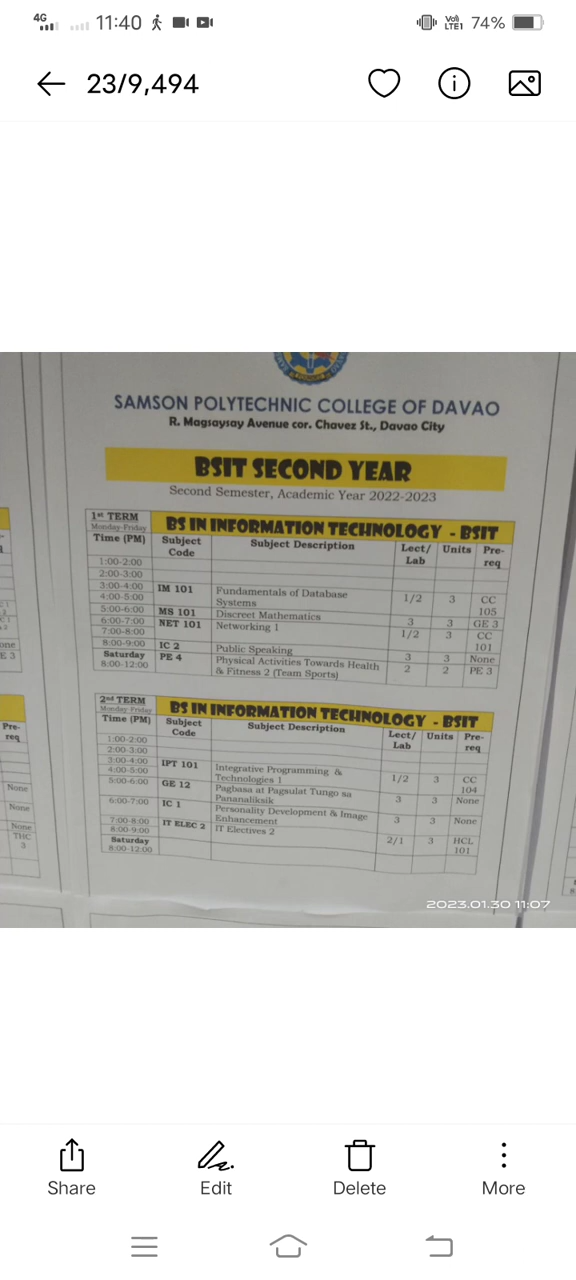 4G 11:40 Vo) LTE1 74%
23/9,494
SAMSON POLYTECHNIC COLLEGE OF DAVAO
R. Magsaysay Avenue cor. Chavez St., Davao City
BSIT SECOND YEAR
Second Semester, Academic Year 2022-2023
1st TERM
Monday-Friday
BS IN INFORMATION TECHNOLOGY - BSIT
Time (PM) Subject Code Subject Description Lect/ Lab Units Pre-req
1:00-2:00
2:00-3:00
3:00-4:00 IM 101 Fundamentals of Database
4:00-5:00 Systems 1/2 3 CC 105
5:00-6:00 MS 101 Discreet Mathematics 3 3 GE 3
6:00-7:00 NET 101 Networking 1 1/2 3 CC 101
7:00-8:00
8:00-9:00 IC 2 Public Speaking 3 3 None
Saturday PE 4 Physical Activities Towards Health 2 2 PE 3
8:00-12:00 & Fitness 2 (Team Sports)
2nd TERM
Monday-Friday
BS IN INFORMATION TECHNOLOGY - BSIT
Time (PM) Subject Code Subject Description Lect/ Lab Units Pre-req
1:00-2:00
2:00-3:00
3:00-4:00 IPT 101 Integrative Programming &
4:00-5:00 Technologies 1 1/2 3 CC 104
5:00-6:00 GE 12 Pagbasa at Pagsulat Tungo sa
Pananaliksik 3 3 None
6:00-7:00 IC 1 Personality Development & Image
Enhancement 3 3 None
7:00-8:00 IT ELEC 2 IT Electives 2 2/1 3 HCL 101
8:00-9:00
Saturday
8:00-12:00
E 3
Pre-
req
None
None
None
THC
3
2023.01.30 11:07
Share Edit Delete More